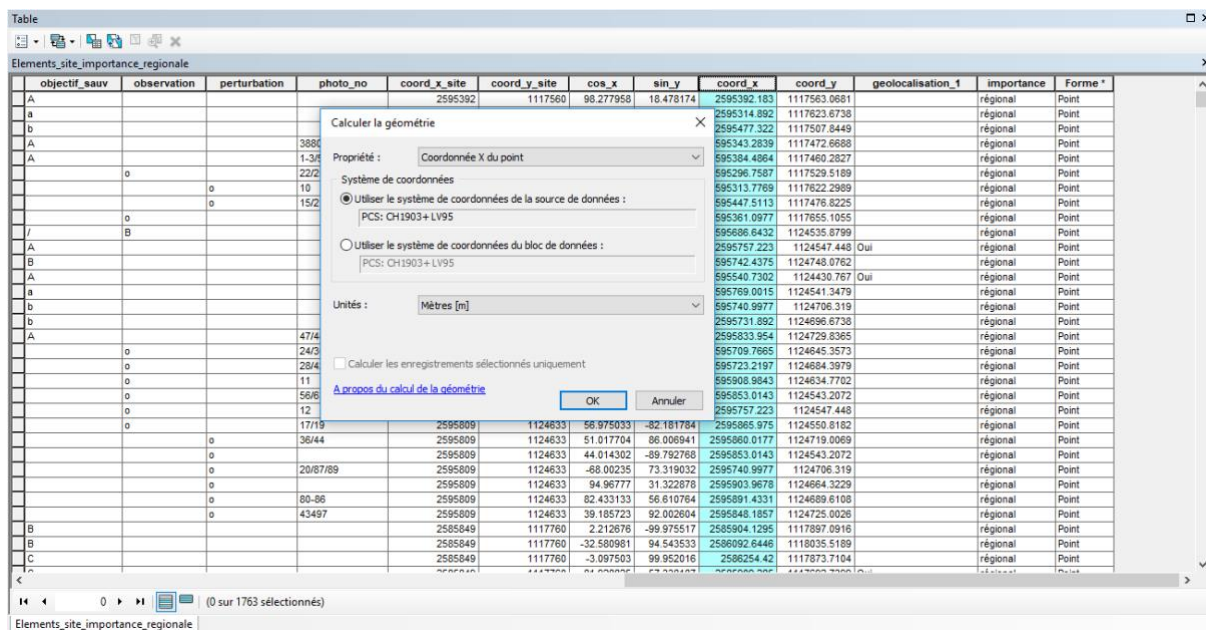 Table
Elements_site_importance_regionale
objectif_sauv observation perturbation photo_no coord_x_site coord_y_site cos_x sin_y coord_x coord_y geolocalisation_1 importance Forme *
A 2595392 1117560 98.277958 18.478174 2595392.183 1117563.0681 régional Point
a 2595314.892 1117623.6738 régional Point
b 2595477.322 1117507.8449 régional Point
A 3880 595343.2839 1117472.6688 régional Point
A 1-3/5 595384.4864 1117460.2827 régional Point
o 22/2 595296.7587 1117529.5189 régional Point
o 10 595313.7769 1117622.2989 régional Point
o 15/2 595447.5113 1117476.8225 régional Point
o 595361.0977 1117655.1055 régional Point
/ B 595686.6432 1124535.8799 régional Point
A 2595757.223 1124547.448 Oui régional Point
B 595742.4375 1124748.0762 régional Point
A 595540.7302 1124430.767 Oui régional Point
a 595769.0015 1124541.3479 régional Point
b 595740.9977 1124706.319 régional Point
b 2595731.892 1124696.6738 régional Point
A 47/4 2595833.954 1124729.8365 régional Point
o 24/3 595709.7665 1124645.3573 régional Point
o 28/4 595723.2197 1124684.3979 régional Point
o 11 595908.9843 1124634.7702 régional Point
o 56/6 595853.0143 1124543.2072 régional Point
o 12 2595757.223 1124547.448 régional Point
o 17/19 2595809 1124633 56.975033 -82.181784 2595865.975 1124550.8182 régional Point
o 36/44 2595809 1124633 51.017704 86.006941 2595860.0177 1124719.0069 régional Point
o 2595809 1124633 44.014302 -89.792768 2595853.0143 1124543.2072 régional Point
o 20/87/89 2595809 1124633 -68.00235 73.319032 2595740.9977 1124706.319 régional Point
o 2595809 1124633 94.96777 31.322878 2595903.9678 1124664.3229 régional Point
o 80-86 2595809 1124633 82.433133 56.610764 2595891.4331 1124689.6108 régional Point
o 43497 2595809 1124633 39.185723 92.002604 2595848.1857 1124725.0026 régional Point
B 2585849 1117760 2.212676 -99.975517 2585904.1295 1117897.0916 régional Point
B 2585849 1117760 -32.580981 94.543533 2586092.6446 1118035.5189 régional Point
C 2585849 1117760 -3.097503 99.952016 2586254.42 1117873.7104 régional Point
Calculer la géométrie
Propriété : Coordonnée X du point
Système de coordonnées
Utiliser le système de coordonnées de la source de données :
PCS: CH1903+ LV95
Utiliser le système de coordonnées du bloc de données :
PCS: CH1903+ LV95
Unités : Mètres [m]
Calculer les enregistrements sélectionnés uniquement
A propos du calcul de la géométrie
OK Annuler
0 (0 sur 1763 sélectionnés)
Elements_site_importance_regionale